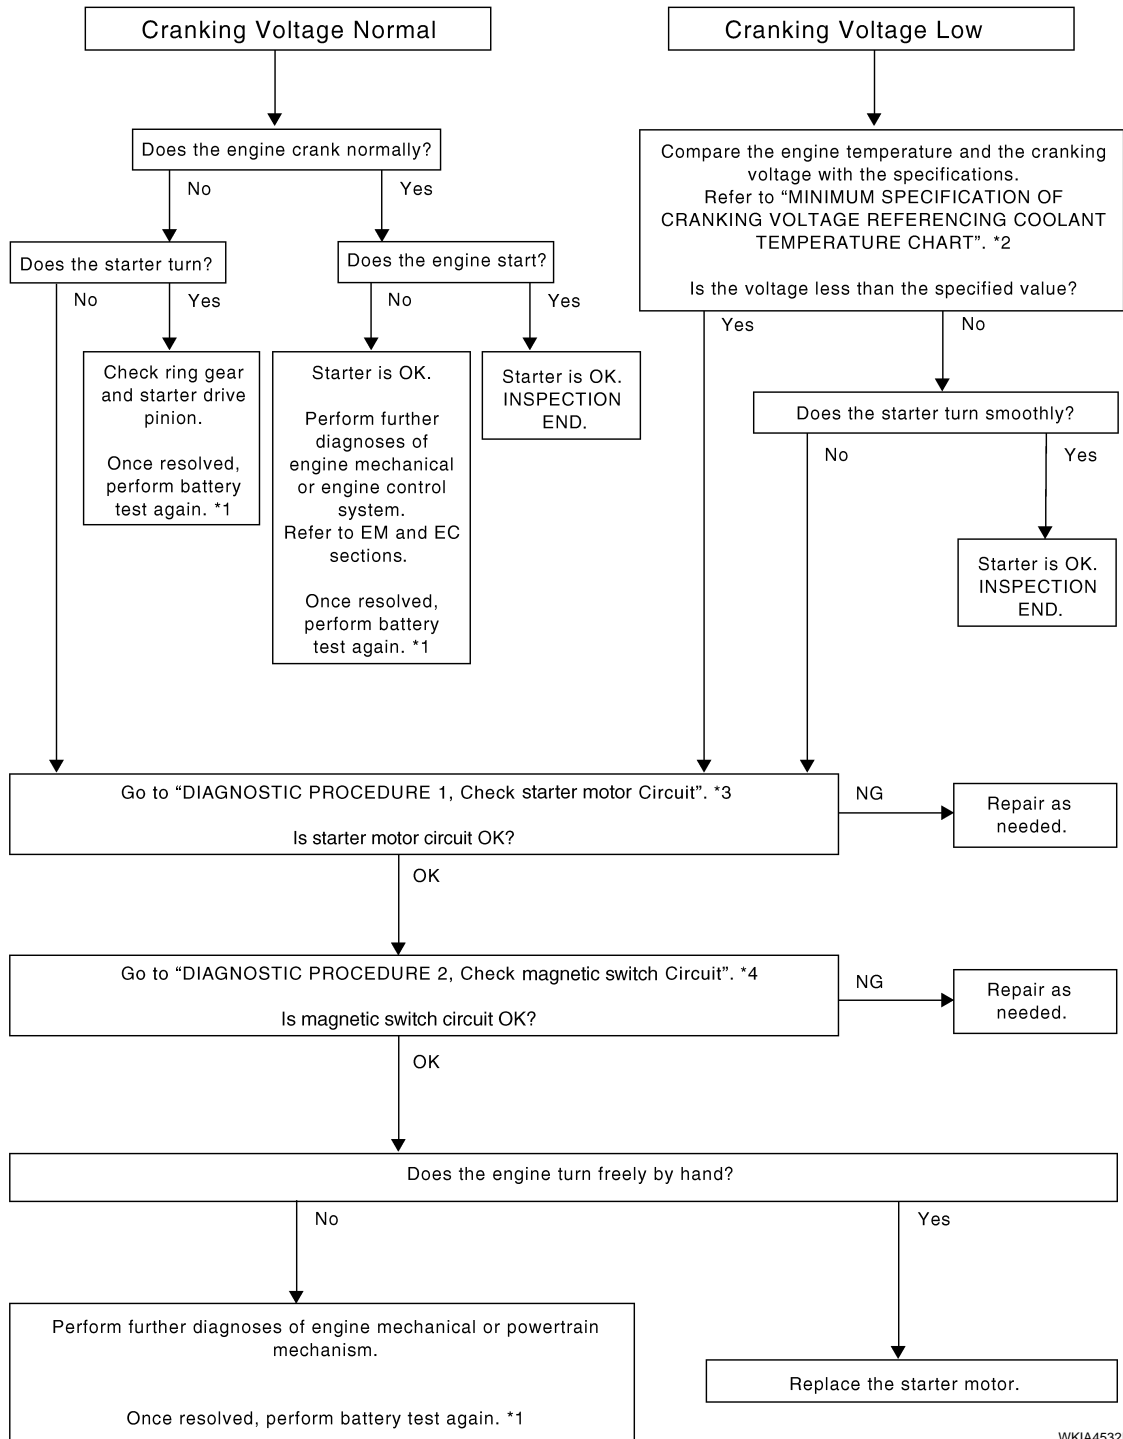 Cranking Voltage Normal
Cranking Voltage Low
Does the engine crank normally?
No
Yes
Does the starter turn?
No
Yes
Does the engine start?
No
Yes
Check ring gear
and starter drive
pinion.
Once resolved,
perform battery
test again. *1
Starter is OK.
Perform further
diagnoses of
engine mechanical
or engine control
system.
Refer to EM and EC
sections.
Once resolved,
perform battery
test again. *1
Starter is OK.
INSPECTION
END.
Compare the engine temperature and the cranking
voltage with the specifications.
Refer to “MINIMUM SPECIFICATION OF
CRANKING VOLTAGE REFERENCING COOLANT
TEMPERATURE CHART”. *2
Is the voltage less than the specified value?
Yes
No
Does the starter turn smoothly?
No
Yes
Starter is OK.
INSPECTION
END.
Go to “DIAGNOSTIC PROCEDURE 1, Check starter motor Circuit”. *3
Is starter motor circuit OK?
NG
Repair as
needed.
OK
Go to “DIAGNOSTIC PROCEDURE 2, Check magnetic switch Circuit”. *4
Is magnetic switch circuit OK?
NG
Repair as
needed.
OK
Does the engine turn freely by hand?
No
Yes
Perform further diagnoses of engine mechanical or powertrain
mechanism.
Once resolved, perform battery test again. *1
Replace the starter motor.